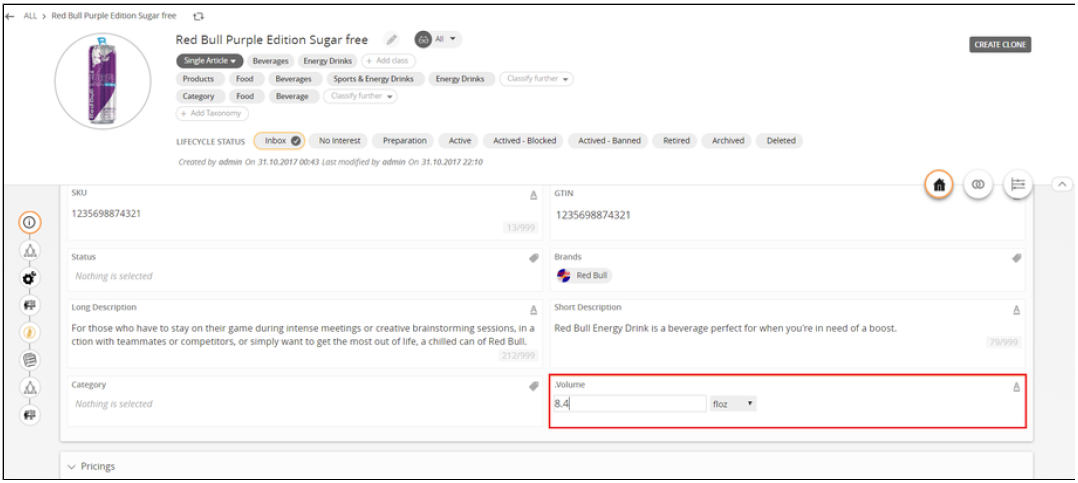 ← ALL > Red Bull Purple Edition Sugar free
Red Bull Purple Edition Sugar free All
CREATE CLONE
Single Article Beverages Energy Drinks + Add class
Products Food Beverages Sports & Energy Drinks Energy Drinks Classify further
Category Food Beverage Classify further
+ Add Taxonomy
LIFECYCLE STATUS Inbox No Interest Preparation Active Actived - Blocked Actived - Banned Retired Archived Deleted
Created by admin On 31.10.2017 00:43 Last modified by admin On 31.10.2017 22:10
SKU
1235698874321
13/999
GTIN
1235698874321
Status
Nothing is selected
Brands
Red Bull
Long Description
For those who have to stay on their game during intense meetings or creative brainstorming sessions, in a
ction with teammates or competitors, or simply want to get the most out of life, a chilled can of Red Bull.
212/999
Short Description
Red Bull Energy Drink is a beverage perfect for when you're in need of a boost.
79/999
Category
Nothing is selected
.Volume
8.4 floz
Pricings